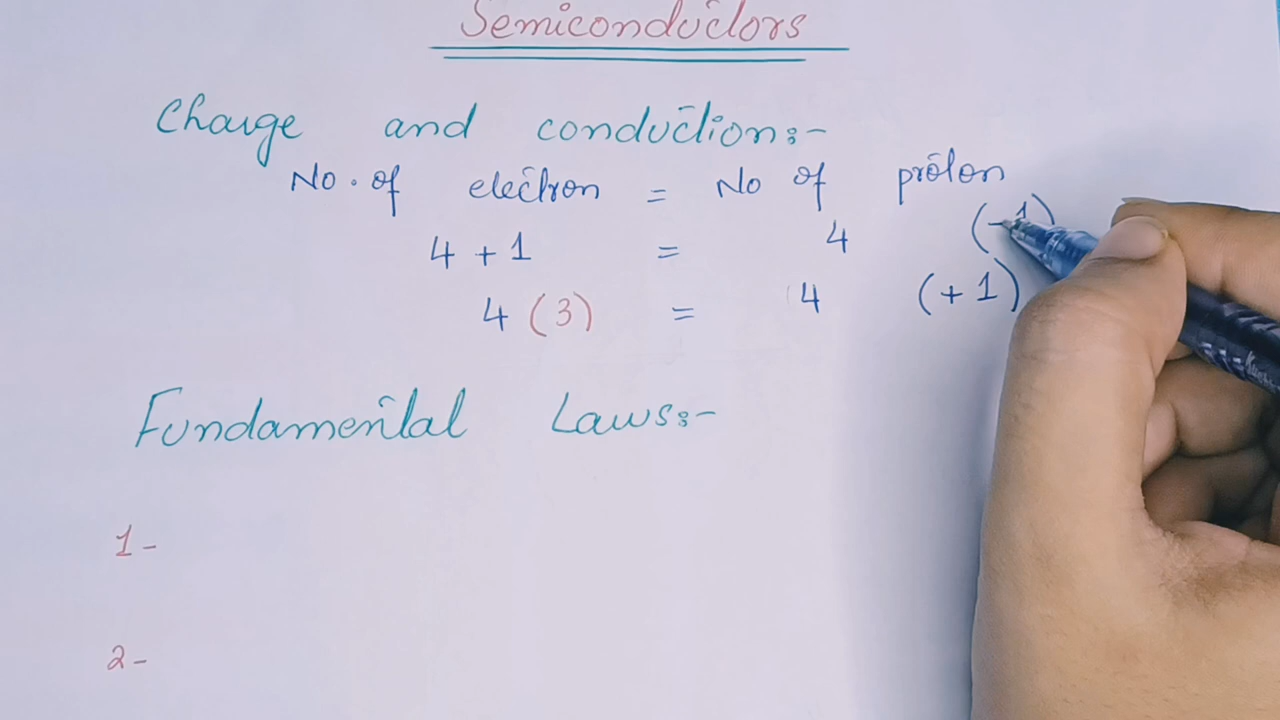 Semiconductors
Charge and conduction:-
No. of electron = No of proton
4 + 1 = 4 (-1)
4 (3) = 4 (+1)
Fundamental Laws:-
1-
2-